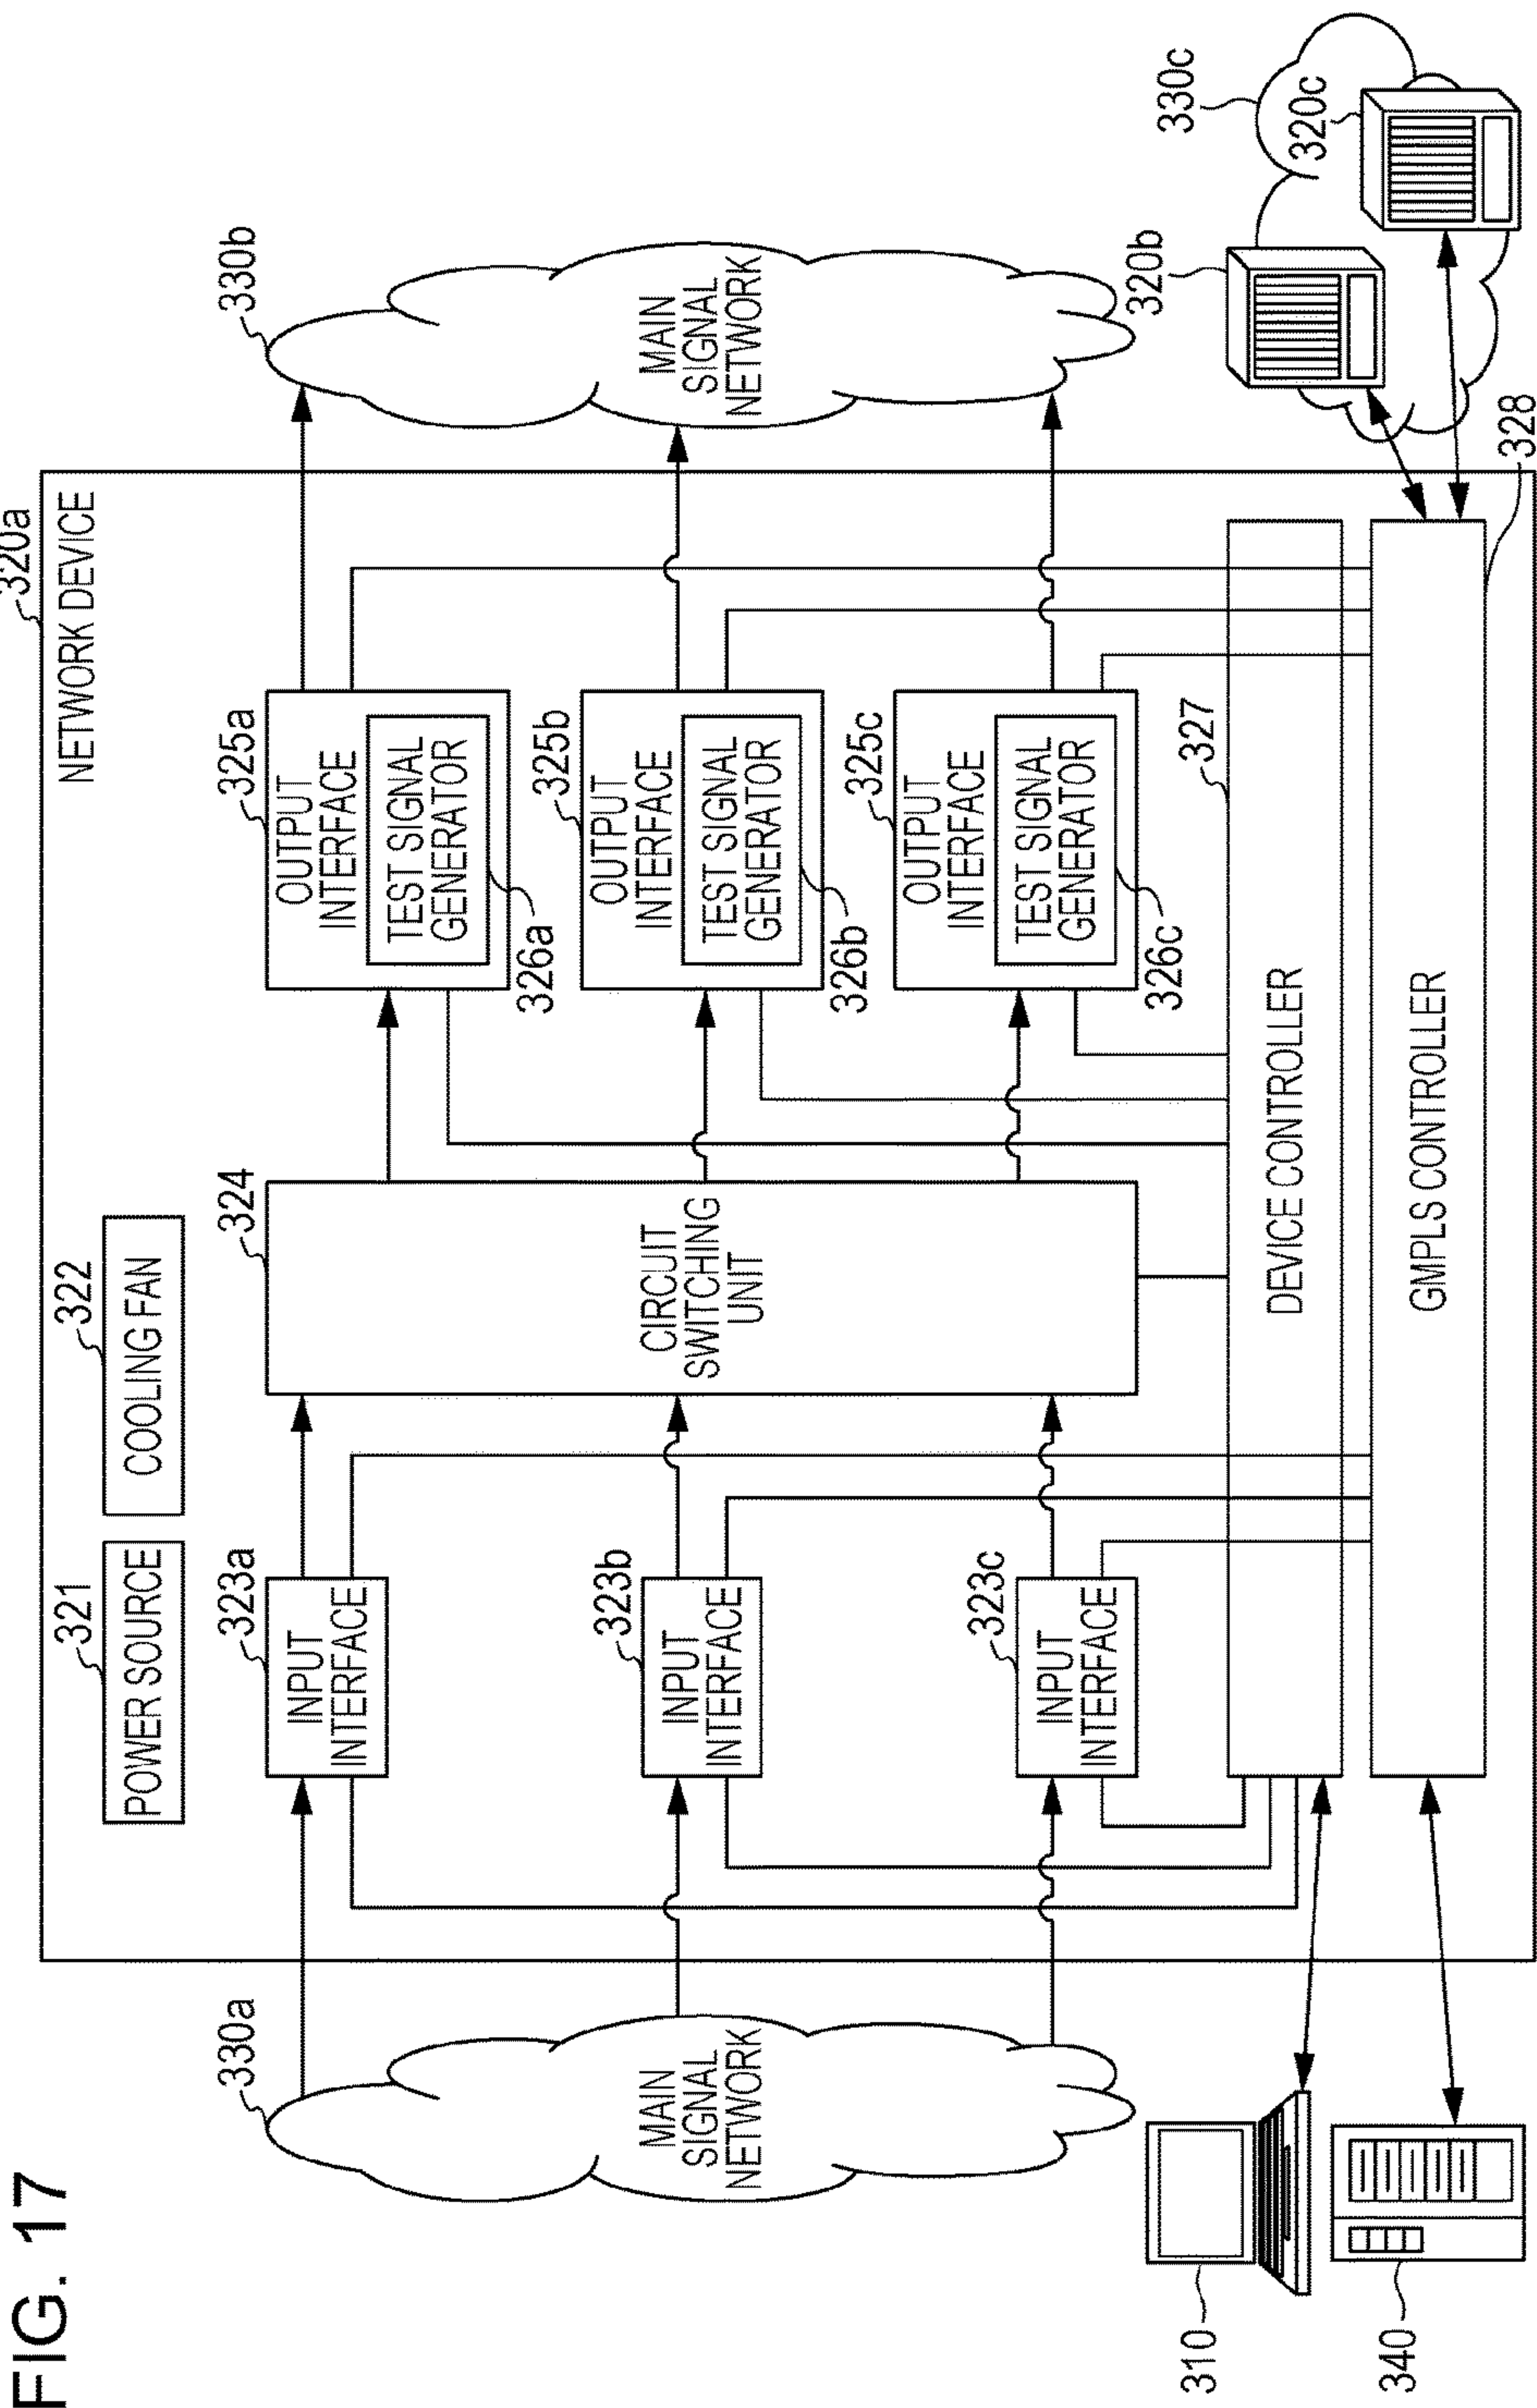 FIG. 17
320a
NETWORK DEVICE
321
POWER SOURCE
322
COOLING FAN
330a
MAIN
SIGNAL
NETWORK
323a
INPUT
INTERFACE
323b
INPUT
INTERFACE
323c
INPUT
INTERFACE
324
CIRCUIT
SWITCHING
UNIT
325a
OUTPUT
INTERFACE
TEST SIGNAL
GENERATOR
326a
325b
OUTPUT
INTERFACE
TEST SIGNAL
GENERATOR
326b
325c
OUTPUT
INTERFACE
TEST SIGNAL
GENERATOR
326c
330b
MAIN
SIGNAL
NETWORK
327
DEVICE CONTROLLER
GMPLS CONTROLLER
328
310
340
320b
330c
320c